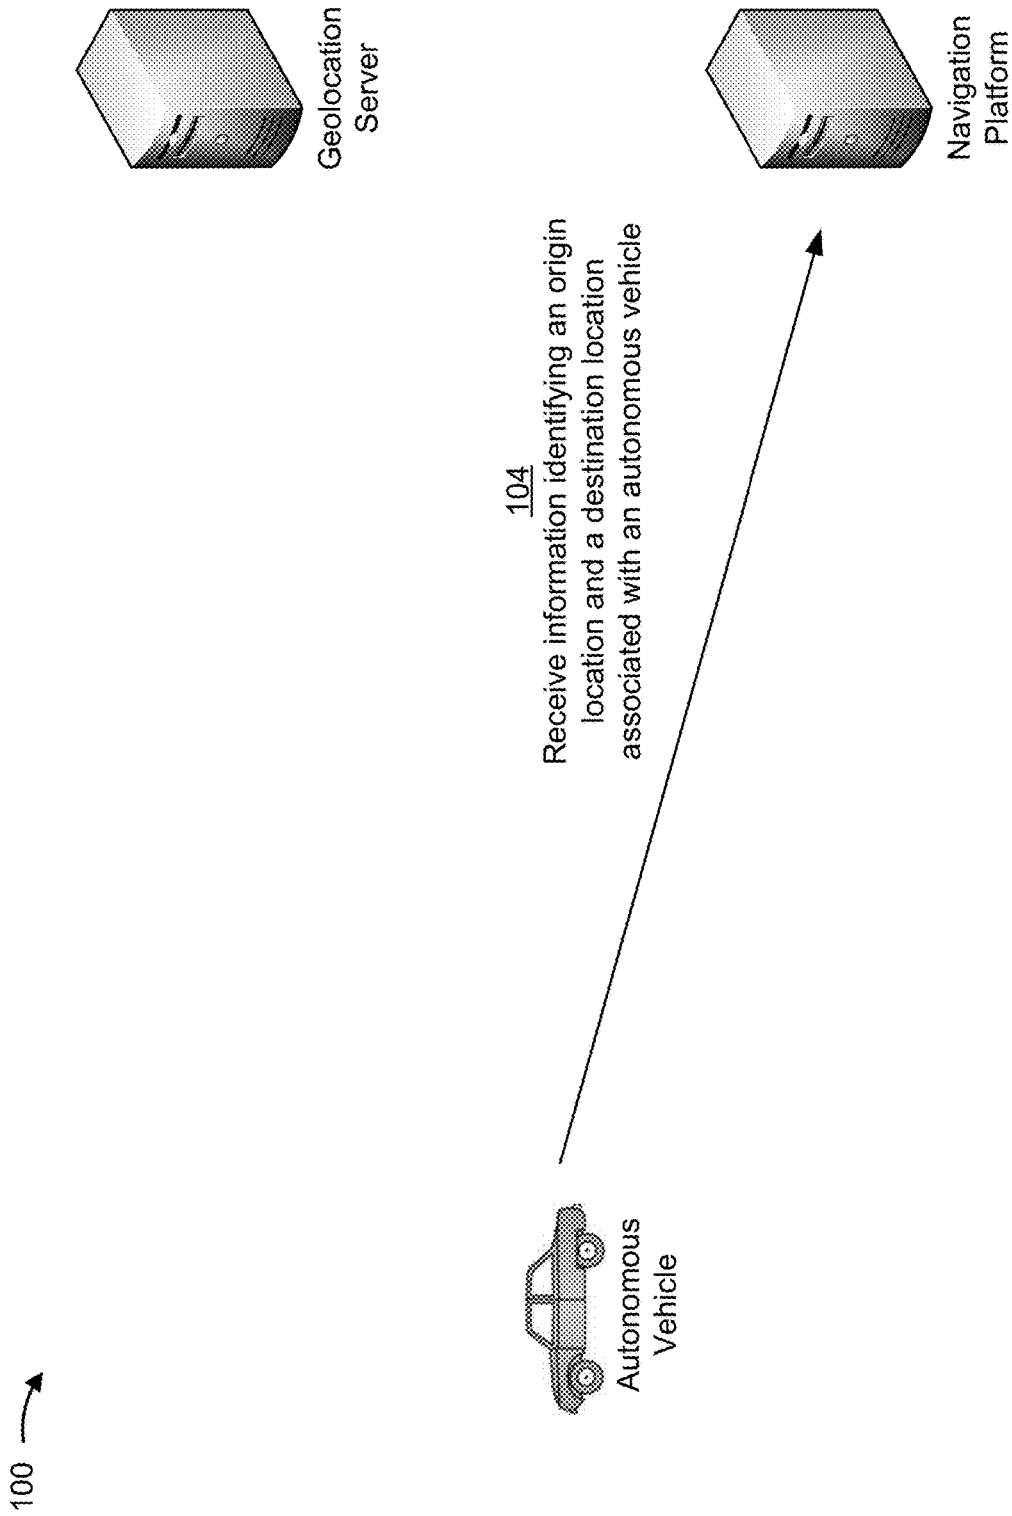 100
Geolocation
Server
104
Receive information identifying an origin
location and a destination location
associated with an autonomous vehicle
Autonomous
Vehicle
Navigation
Platform